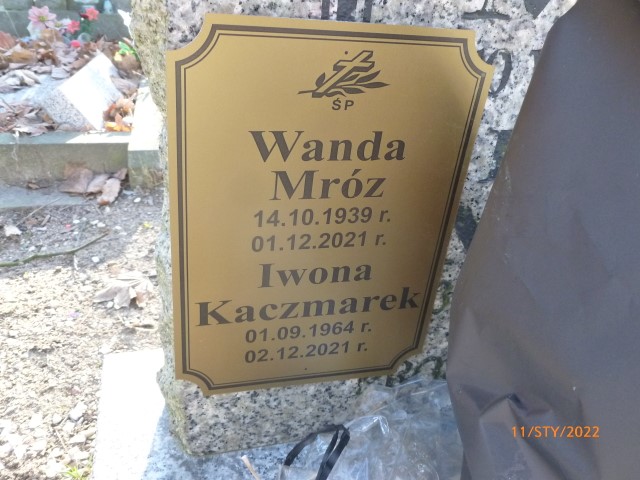 ŚP
Wanda
Mróz
14.10.1939 r.
01.12.2021 r.
Iwona
Kaczmarek
01.09.1964 r.
02.12.2021 r.
11/STY/2022